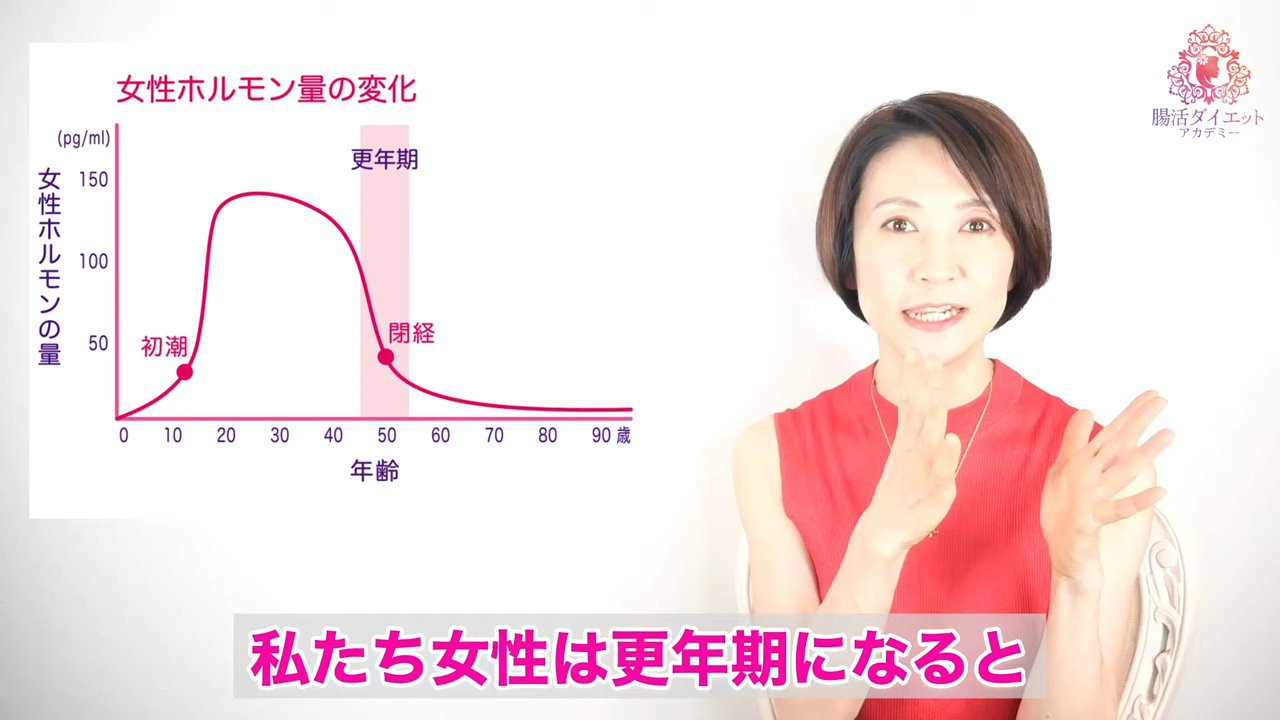 女性ホルモン量の変化
(pg/ml)
女性ホルモンの量
150
100
50
更年期
初潮
閉経
0 10 20 30 40 50 60 70 80 90 歳
年齢
腸活ダイエット
アカデミー
私たち女性は更年期になると